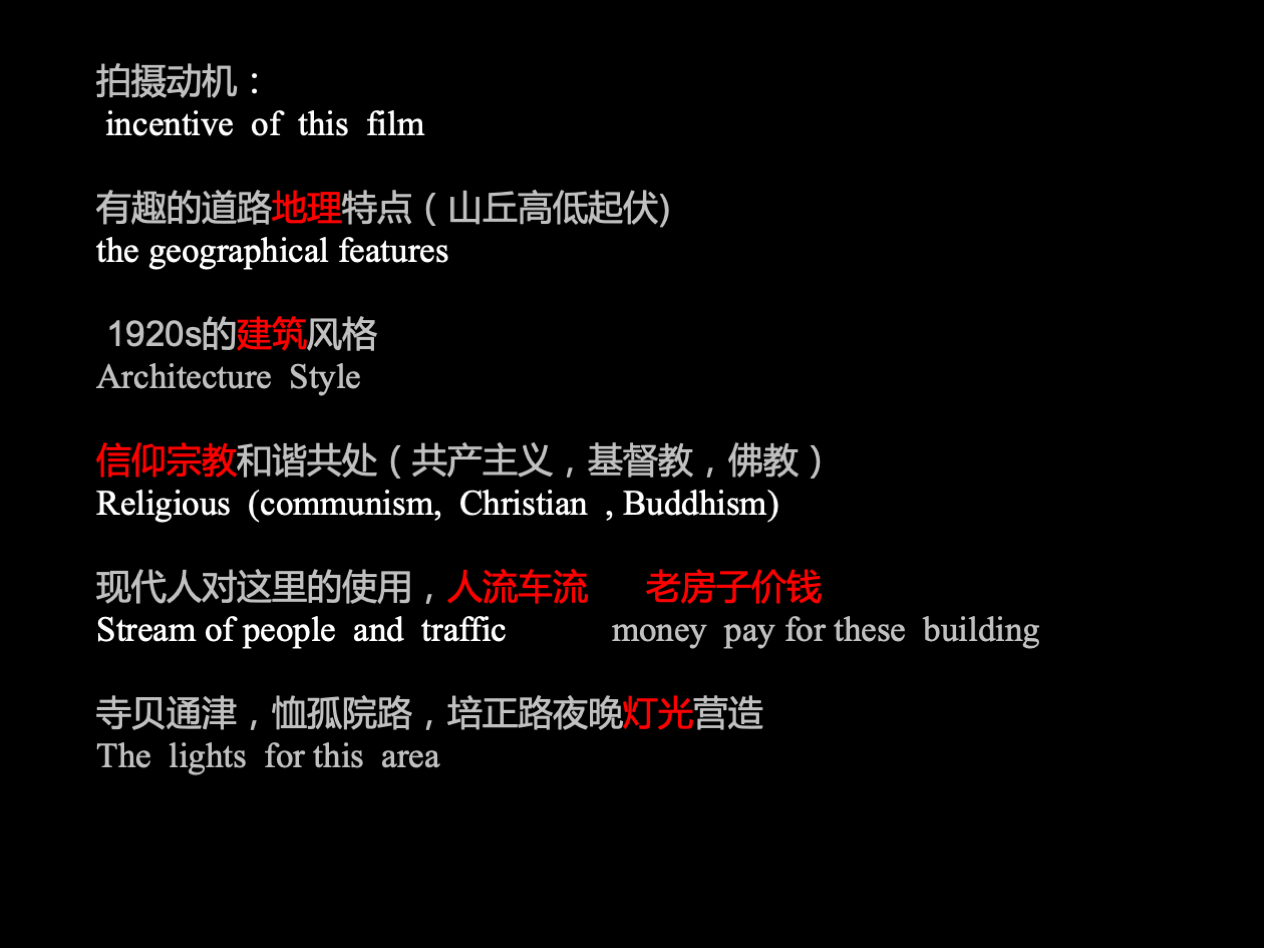 拍摄动机：
incentive of this film
有趣的道路地理特点（山丘高低起伏)
the geographical features
1920s的建筑风格
Architecture Style
信仰宗教和谐共处（共产主义，基督教，佛教）
Religious (communism, Christian , Buddhism)
现代人对这里的使用，人流车流 老房子价钱
Stream of people and traffic money pay for these building
寺贝通津，恤孤院路，培正路夜晚灯光营造
The lights for this area